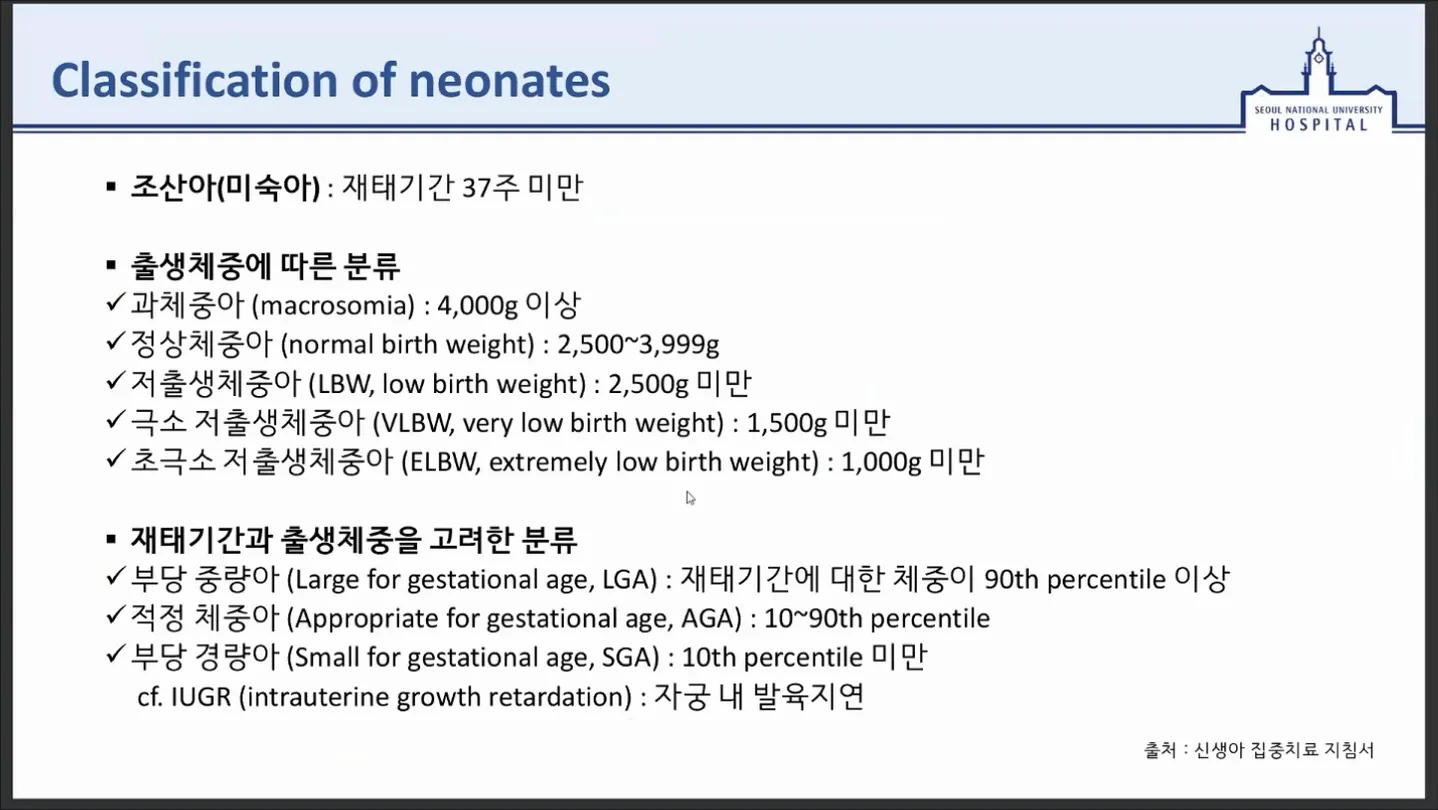 Classification of neonates
SEOUL NATIONAL UNIVERSITY
HOSPITAL
▪ 조산아(미숙아) : 재태기간 37주 미만
▪ 출생체중에 따른 분류
✓과체중아 (macrosomia) : 4,000g 이상
✓정상체중아 (normal birth weight) : 2,500~3,999g
✓저출생체중아 (LBW, low birth weight) : 2,500g 미만
✓극소 저출생체중아 (VLBW, very low birth weight) : 1,500g 미만
✓초극소 저출생체중아 (ELBW, extremely low birth weight) : 1,000g 미만
▪ 재태기간과 출생체중을 고려한 분류
✓부당 중량아 (Large for gestational age, LGA) : 재태기간에 대한 체중이 90th percentile 이상
✓적정 체중아 (Appropriate for gestational age, AGA) : 10~90th percentile
✓부당 경량아 (Small for gestational age, SGA) : 10th percentile 미만
cf. IUGR (intrauterine growth retardation) : 자궁 내 발육지연
출처 : 신생아 집중치료 지침서